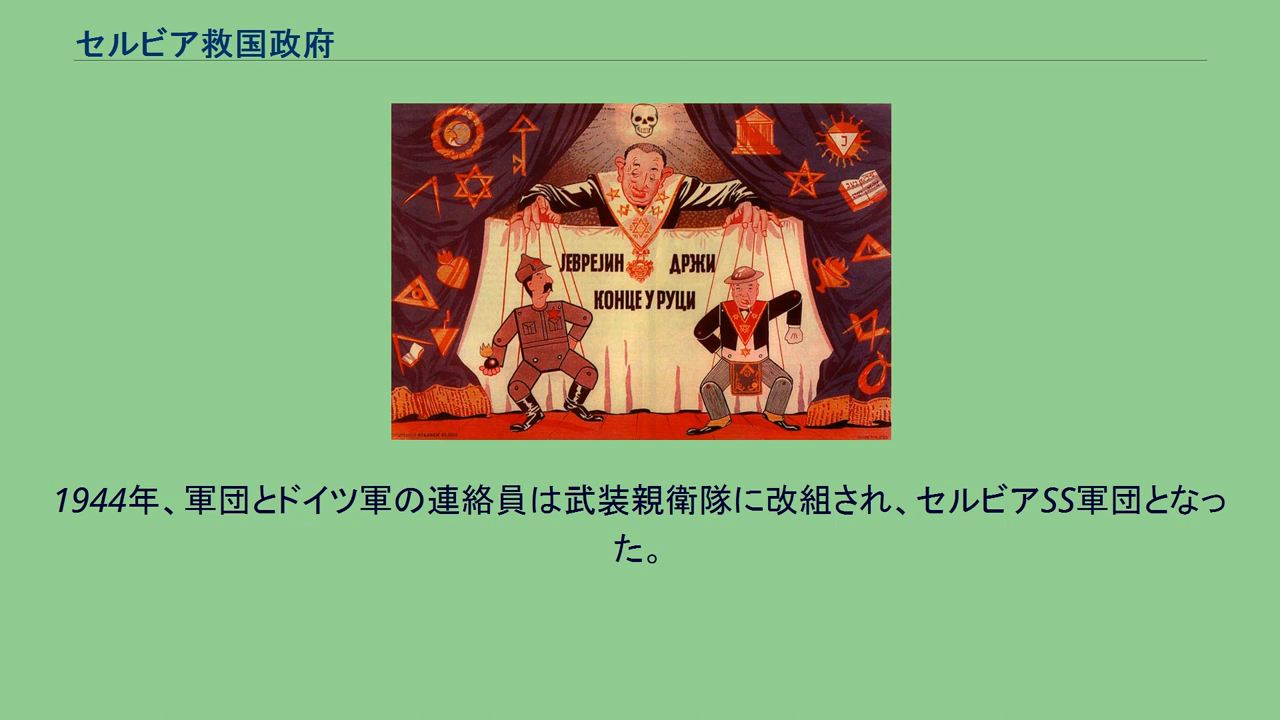 セルビア救国政府
ЈЕВРЕЈИН ДРЖИ
КОНЦЕ У РУЦИ
1944年、軍団とドイツ軍の連絡員は武装親衛隊に改組され、セルビアSS軍団となっ
た。